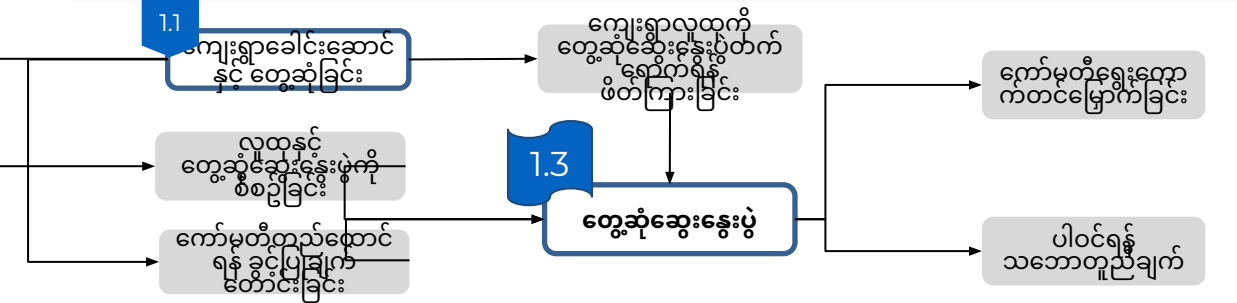 1.1
ကျေးရွာခေါင်းဆောင်
နှင့် တွေ့ဆုံခြင်း
ကျေးရွာလူထုကို
တွေ့ဆုံဆွေးနွေးပွဲတက်
ရောက်ရန်
ဖိတ်ကြားခြင်း
ကော်မတီရွေးကော
က်တင်မြှောက်ခြင်း
လူထုနှင့်
တွေ့ဆုံဆွေးနွေးပွဲကို
စီစဉ်ခြင်း
1.3
တွေ့ဆုံဆွေးနွေးပွဲ
ကော်မတီတည်ထောင်
ရန် ခွင့်ပြုချက်
တောင်းခြင်း
ပါဝင်ရန်
သဘောတူညီချက်